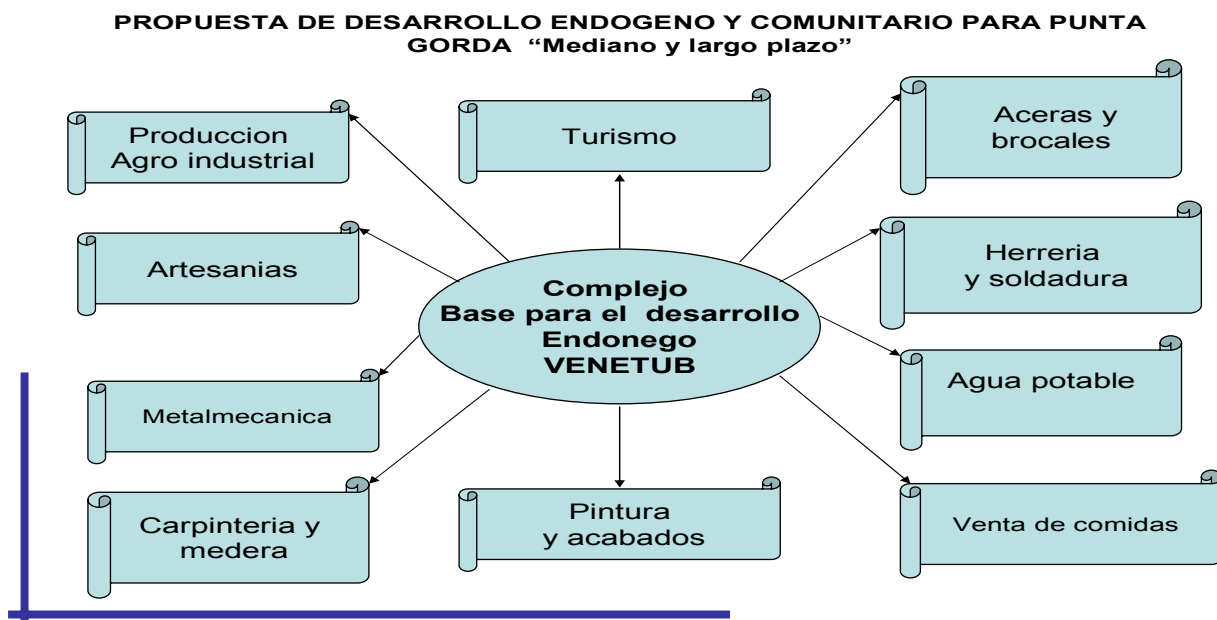 PROPUESTA DE DESARROLLO ENDOGENO Y COMUNITARIO PARA PUNTA
GORDA “Mediano y largo plazo”
Produccion
Agro industrial
Turismo
Aceras y
brocales
Artesanias
Herreria
y soldadura
Complejo
Base para el desarrollo
Endonego
VENETUB
Metalmecanica
Agua potable
Carpinteria y
medera
Pintura
y acabados
Venta de comidas